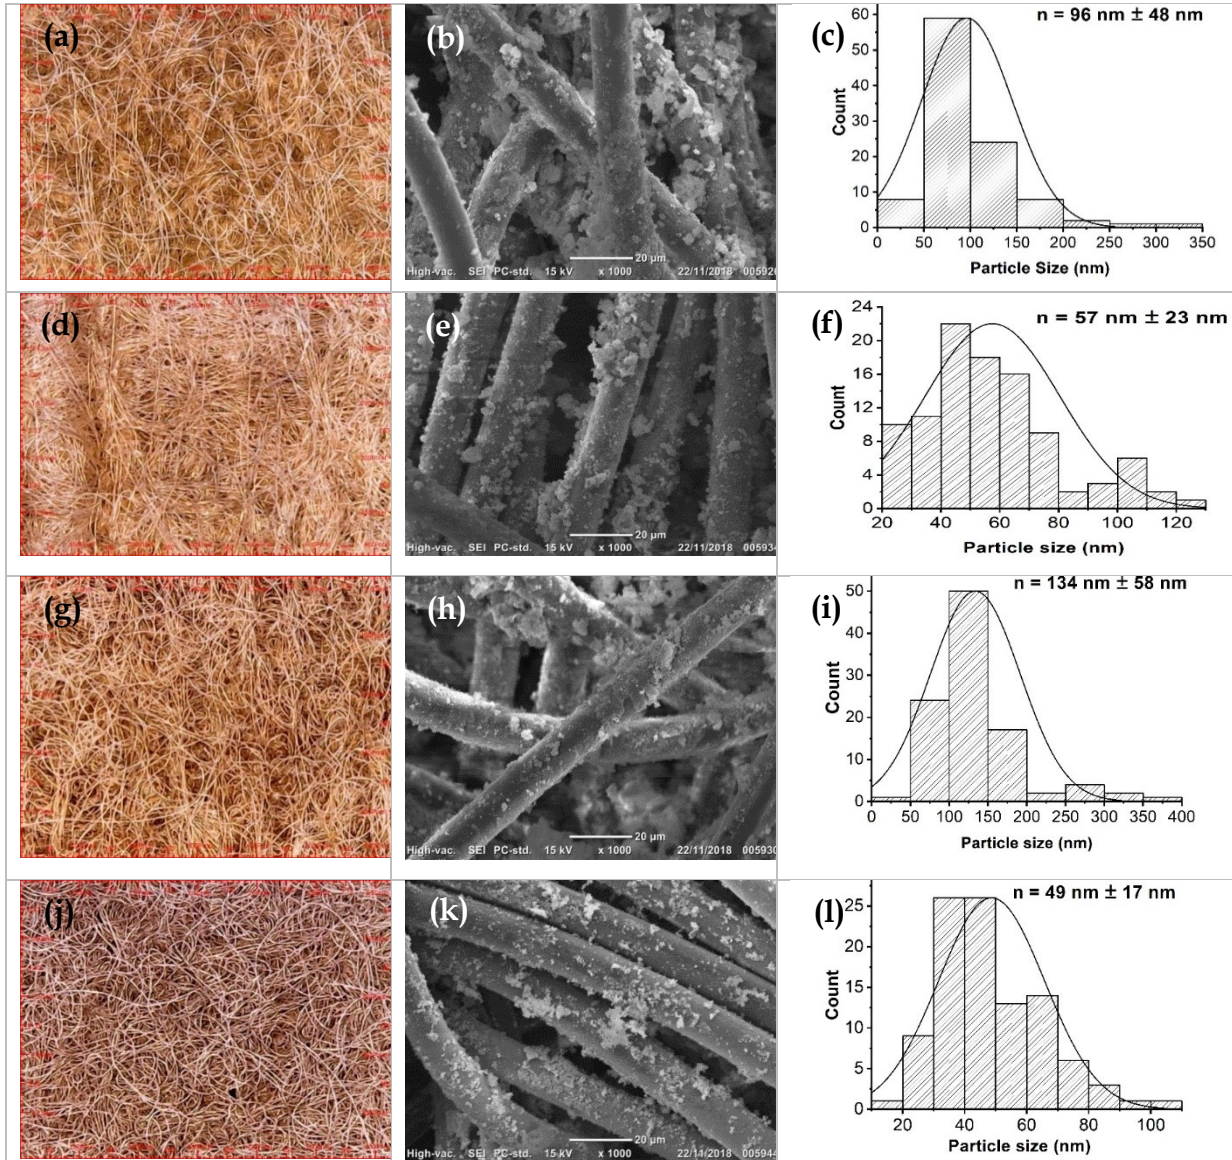 (a)
(b)
20 µm
High-vac. SEI PC-std. 15 kV x 1000 22/11/2018 005926
(c)
n = 96 nm ± 48 nm
60
50
40
30
20
10
0
Count
0 50 100 150 200 250 300 350
Particle Size (nm)
(d)
(e)
20 µm
High-vac. SEI PC-std. 15 kV x 1000 22/11/2018 005934
(f)
n = 57 nm ± 23 nm
24
20
16
12
8
4
0
Count
20 40 60 80 100 120
Particle size (nm)
(g)
(h)
20 µm
High-vac. SEI PC-std. 15 kV x 1000 22/11/2018 005930
(i)
n = 134 nm ± 58 nm
50
40
30
20
10
0
Count
0 50 100 150 200 250 300 350 400
Particle size (nm)
(j)
(k)
20 µm
High-vac. SEI PC-std. 15 kV x 1000 22/11/2018 005944
(l)
n = 49 nm ± 17 nm
25
20
15
10
5
0
Count
20 40 60 80 100
Particle size (nm)